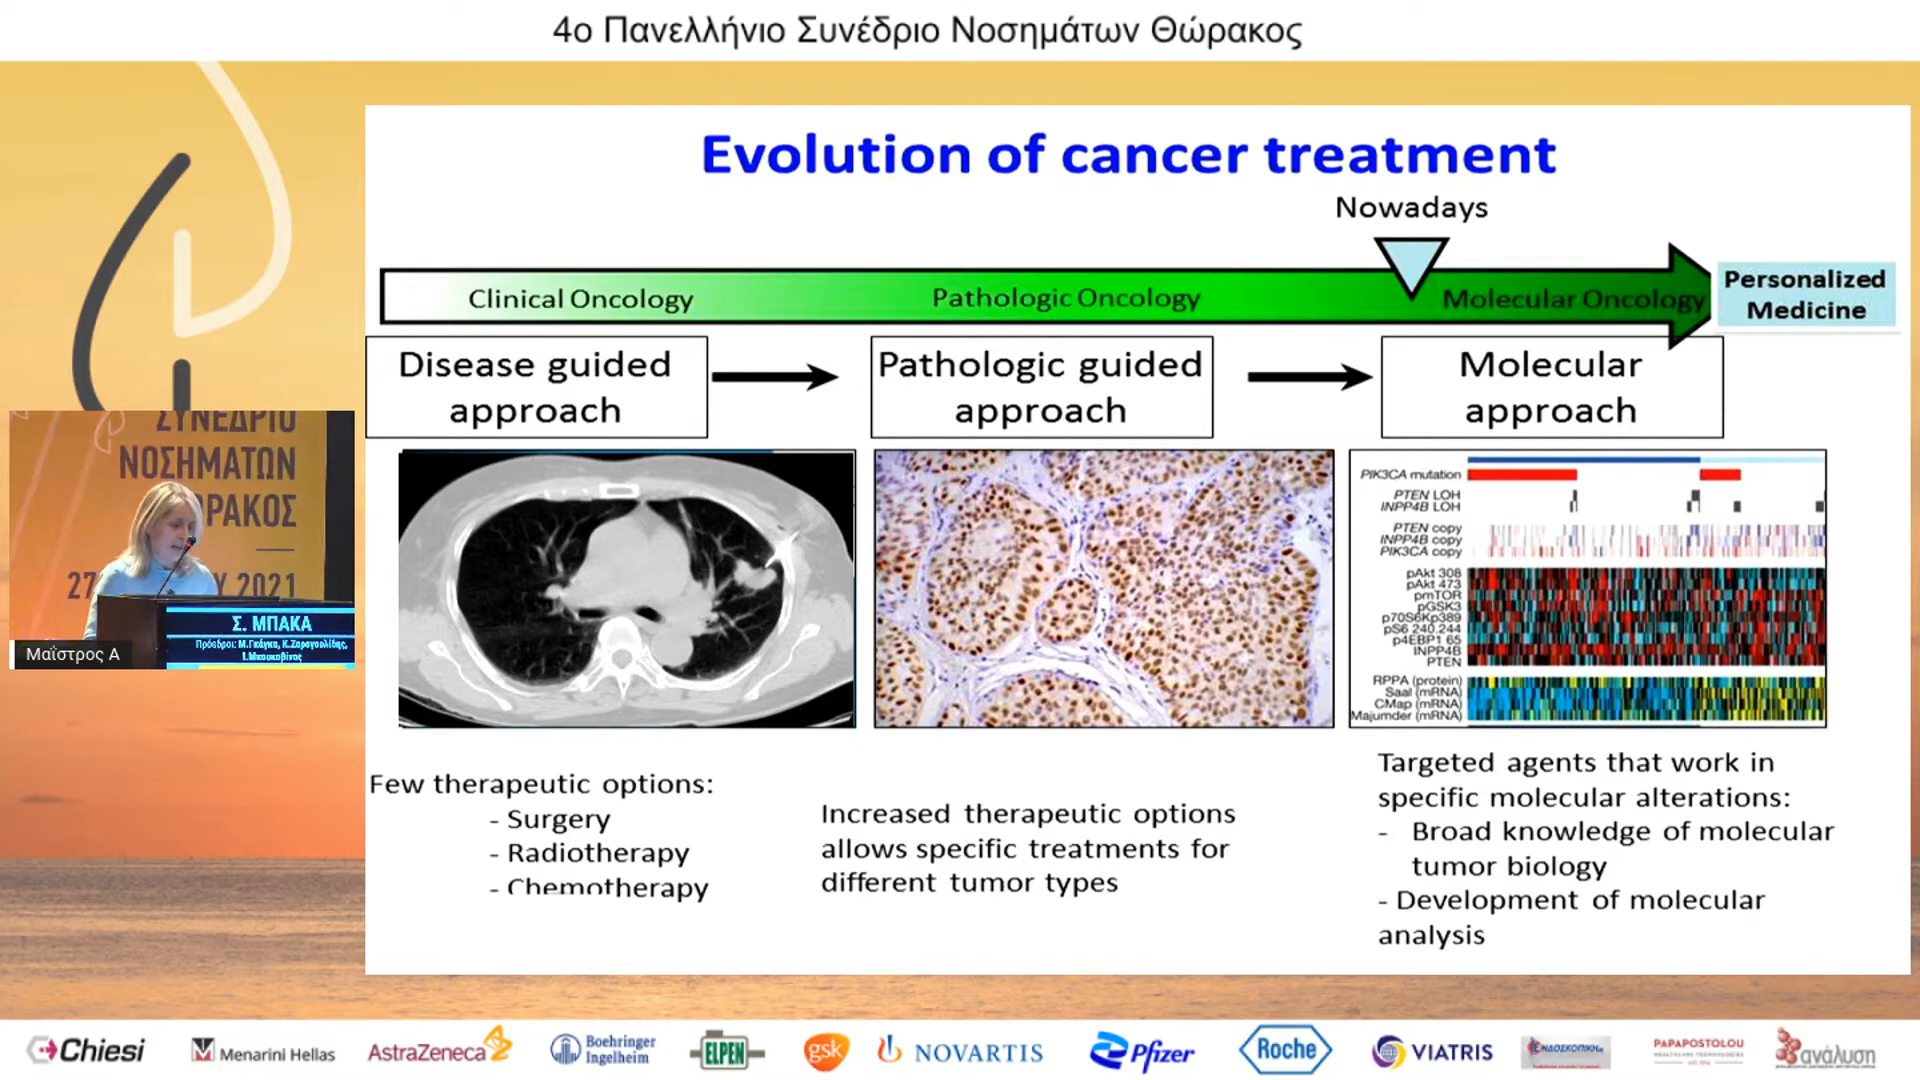 4ο Πανελλήνιο Συνέδριο Νοσημάτων Θώρακος
Evolution of cancer treatment
Nowadays
Clinical Oncology
Pathologic Oncology
Molecular Oncology
Personalized
Medicine
Disease guided
approach
Pathologic guided
approach
Molecular
approach
PIK3CA mutation
PTEN LOH
INPP4B LOH
PTEN copy
INPP4B copy
PIK3CA copy
pAkt 308
pAkt 473
pmTOR
pGSK3
p70S6Kp389
pS6 240.244
p4EBP1 65
INPP4B
PTEN
RPPA (protein)
Saal (mRNA)
CMap (mRNA)
Majumder (mRNA)
Few therapeutic options:
- Surgery
- Radiotherapy
- Chemotherapy
Increased therapeutic options
allows specific treatments for
different tumor types
Targeted agents that work in
specific molecular alterations:
- Broad knowledge of molecular
tumor biology
- Development of molecular
analysis
ΣΥΝΕΔΡΙΟ
ΝΟΣΗΜΑΤΩΝ
ΡΑΚΟΣ
27
2021
Σ. ΜΠΑΚΑ
Πρόεδροι: Μ.Γκάγκα, Κ.Ζαρογουλίδης,
Μαΐστρος Α
Chiesi
Menarini Hellas
AstraZeneca
Boehringer
Ingelheim
ELPEN
gsk
NOVARTIS
Pfizer
Roche
VIATRIS
ΕΝΔΟΣΚΟΠΙΚΗ
PAPAPOSTOLOU
ανάλυση